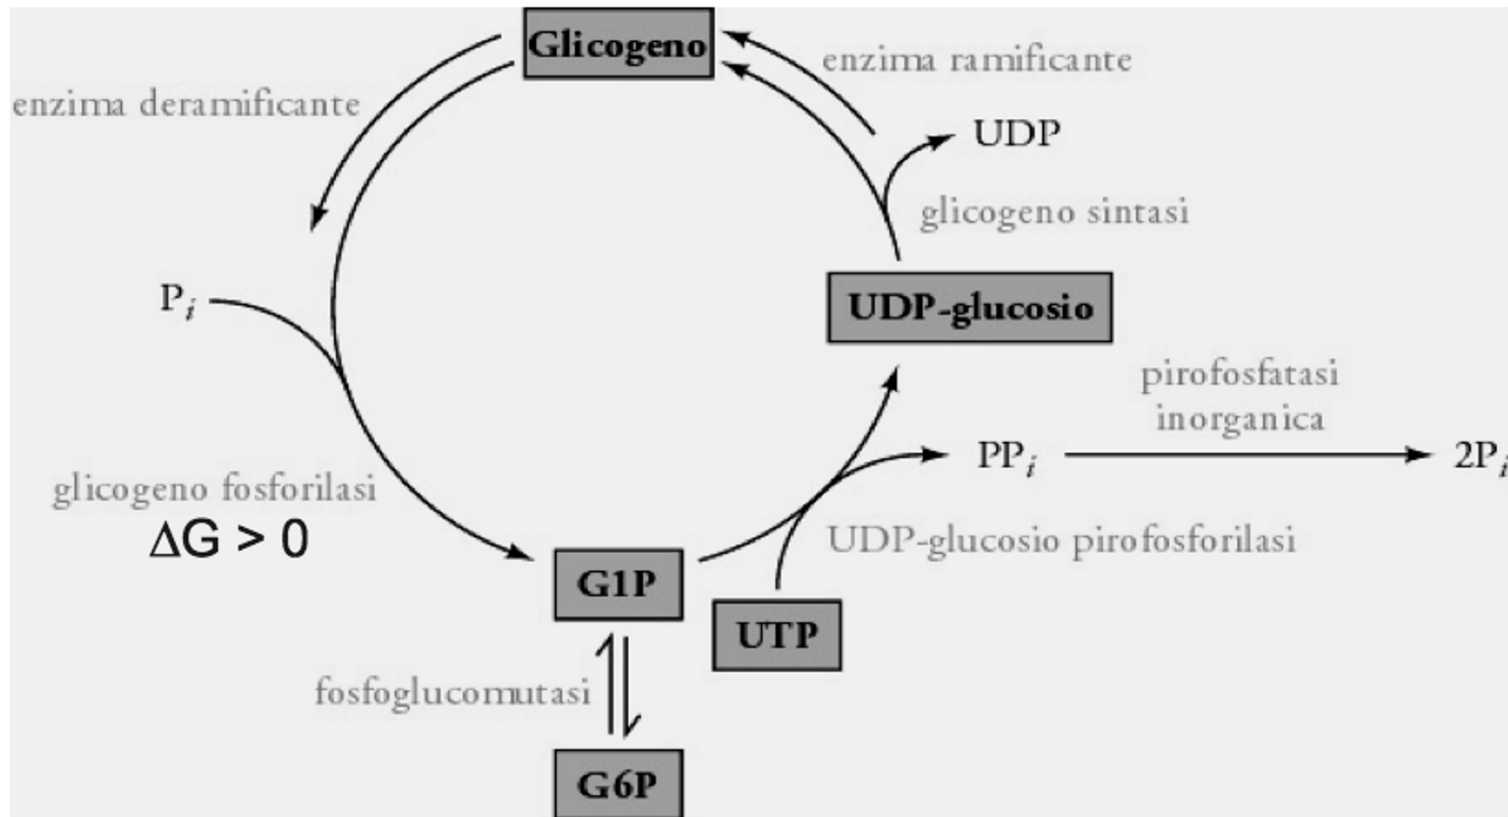 Glicogeno
enzima ramificante
enzima deramificante
UDP
glicogeno sintasi
Pi
UDP-glucosio
pirofosfatasi
inorganica
PPi
2Pi
glicogeno fosforilasi
ΔG > 0
UDP-glucosio pirofosforilasi
G1P
UTP
fosfoglucomutasi
G6P